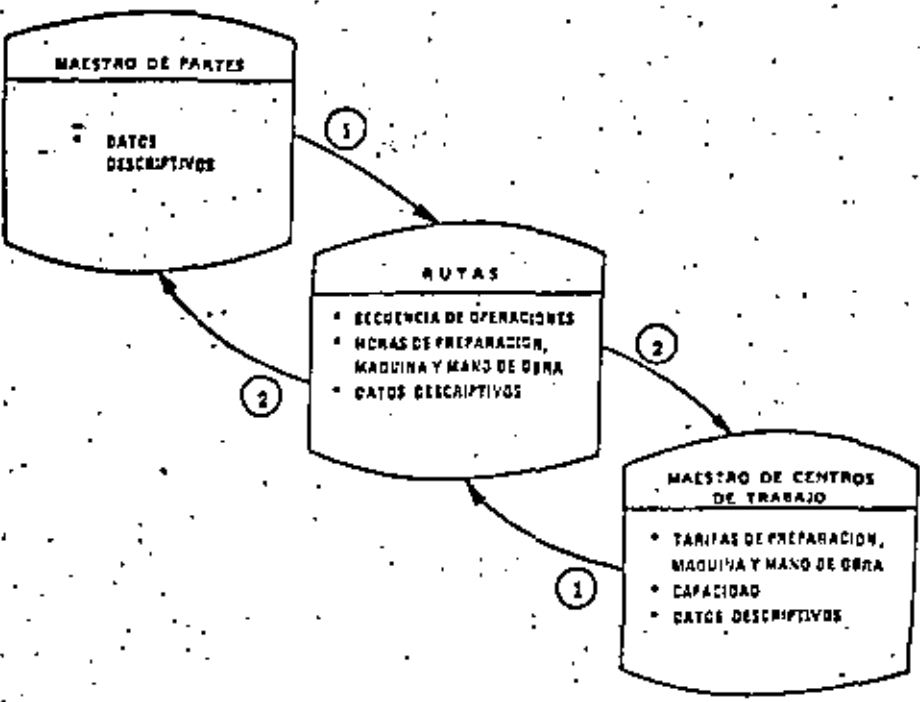 MAESTRO DE PARTES
• DATOS
DESCRIPTIVOS
1
RUTAS
• SECUENCIA DE OPERACIONES
• HORAS DE PREPARACION,
MAQUINA Y MANO DE OBRA
• DATOS DESCRIPTIVOS
2
2
MAESTRO DE CENTROS
DE TRABAJO
• TARIFAS DE PREPARACION,
MAQUINA Y MANO DE OBRA
• CAPACIDAD
• DATOS DESCRIPTIVOS
1